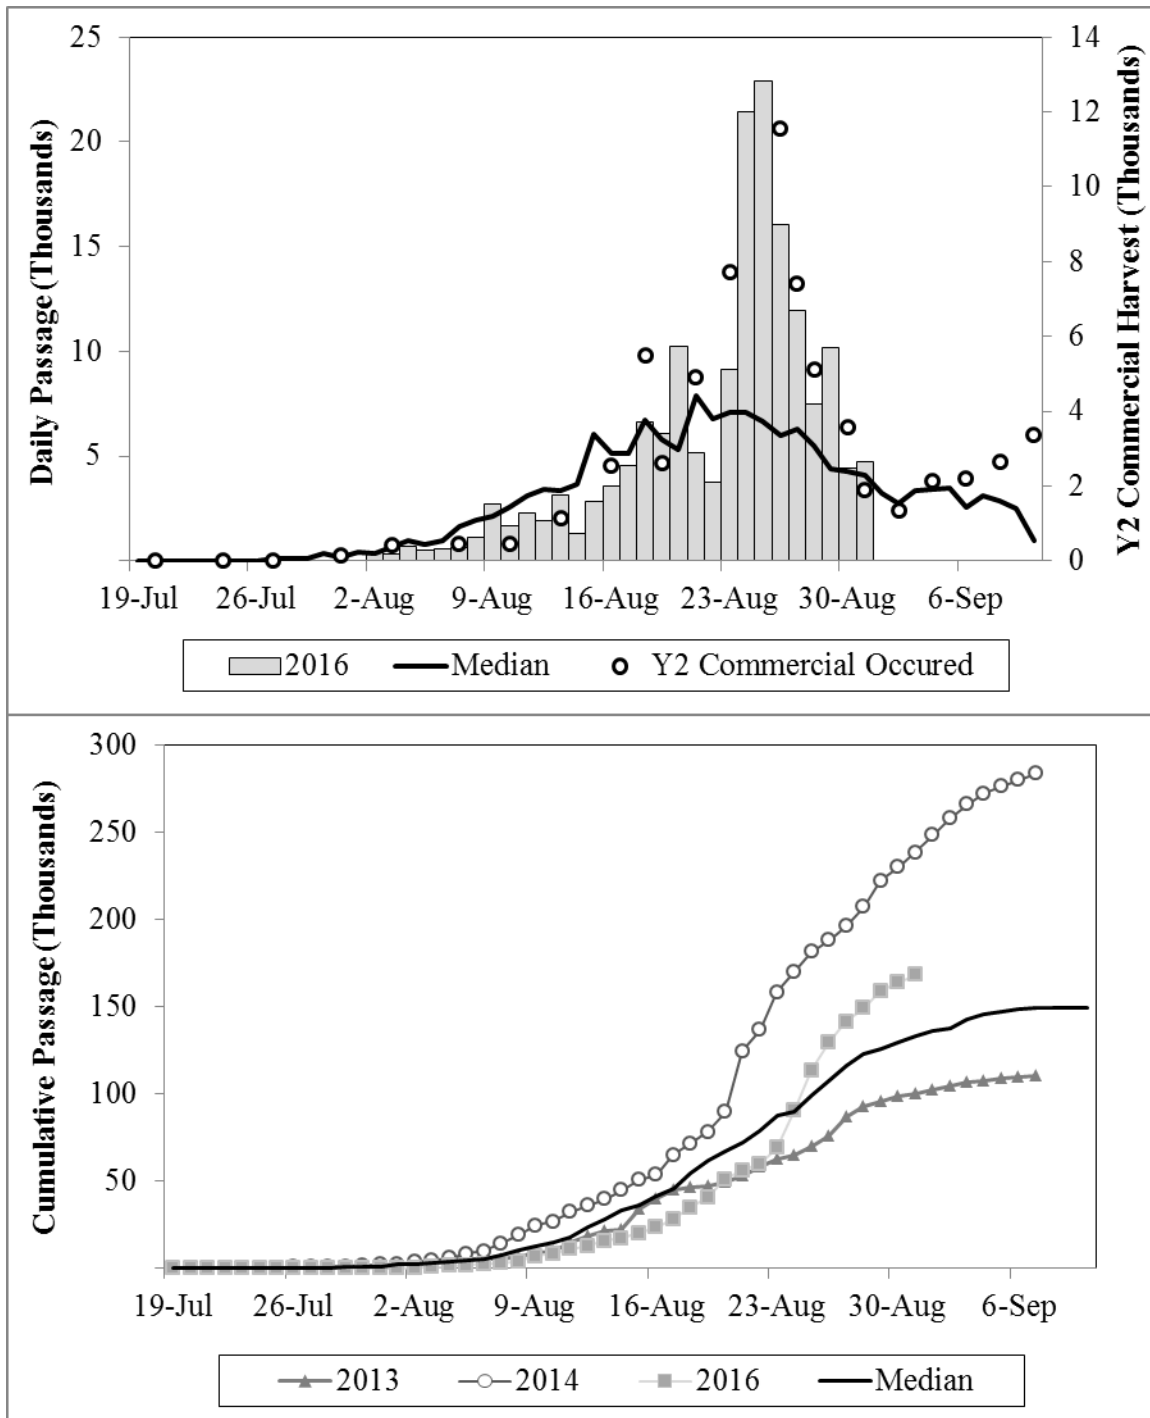 25
20
15
10
5
Daily Passage (Thousands)
14
12
10
8
6
4
2
0
Y2 Commercial Harvest (Thousands)
19-Jul 26-Jul 2-Aug 9-Aug 16-Aug 23-Aug 30-Aug 6-Sep
2016 Median Y2 Commercial Occured
300
250
200
150
100
50
Cumulative Passage (Thousands)
19-Jul 26-Jul 2-Aug 9-Aug 16-Aug 23-Aug 30-Aug 6-Sep
2013 2014 2016 Median